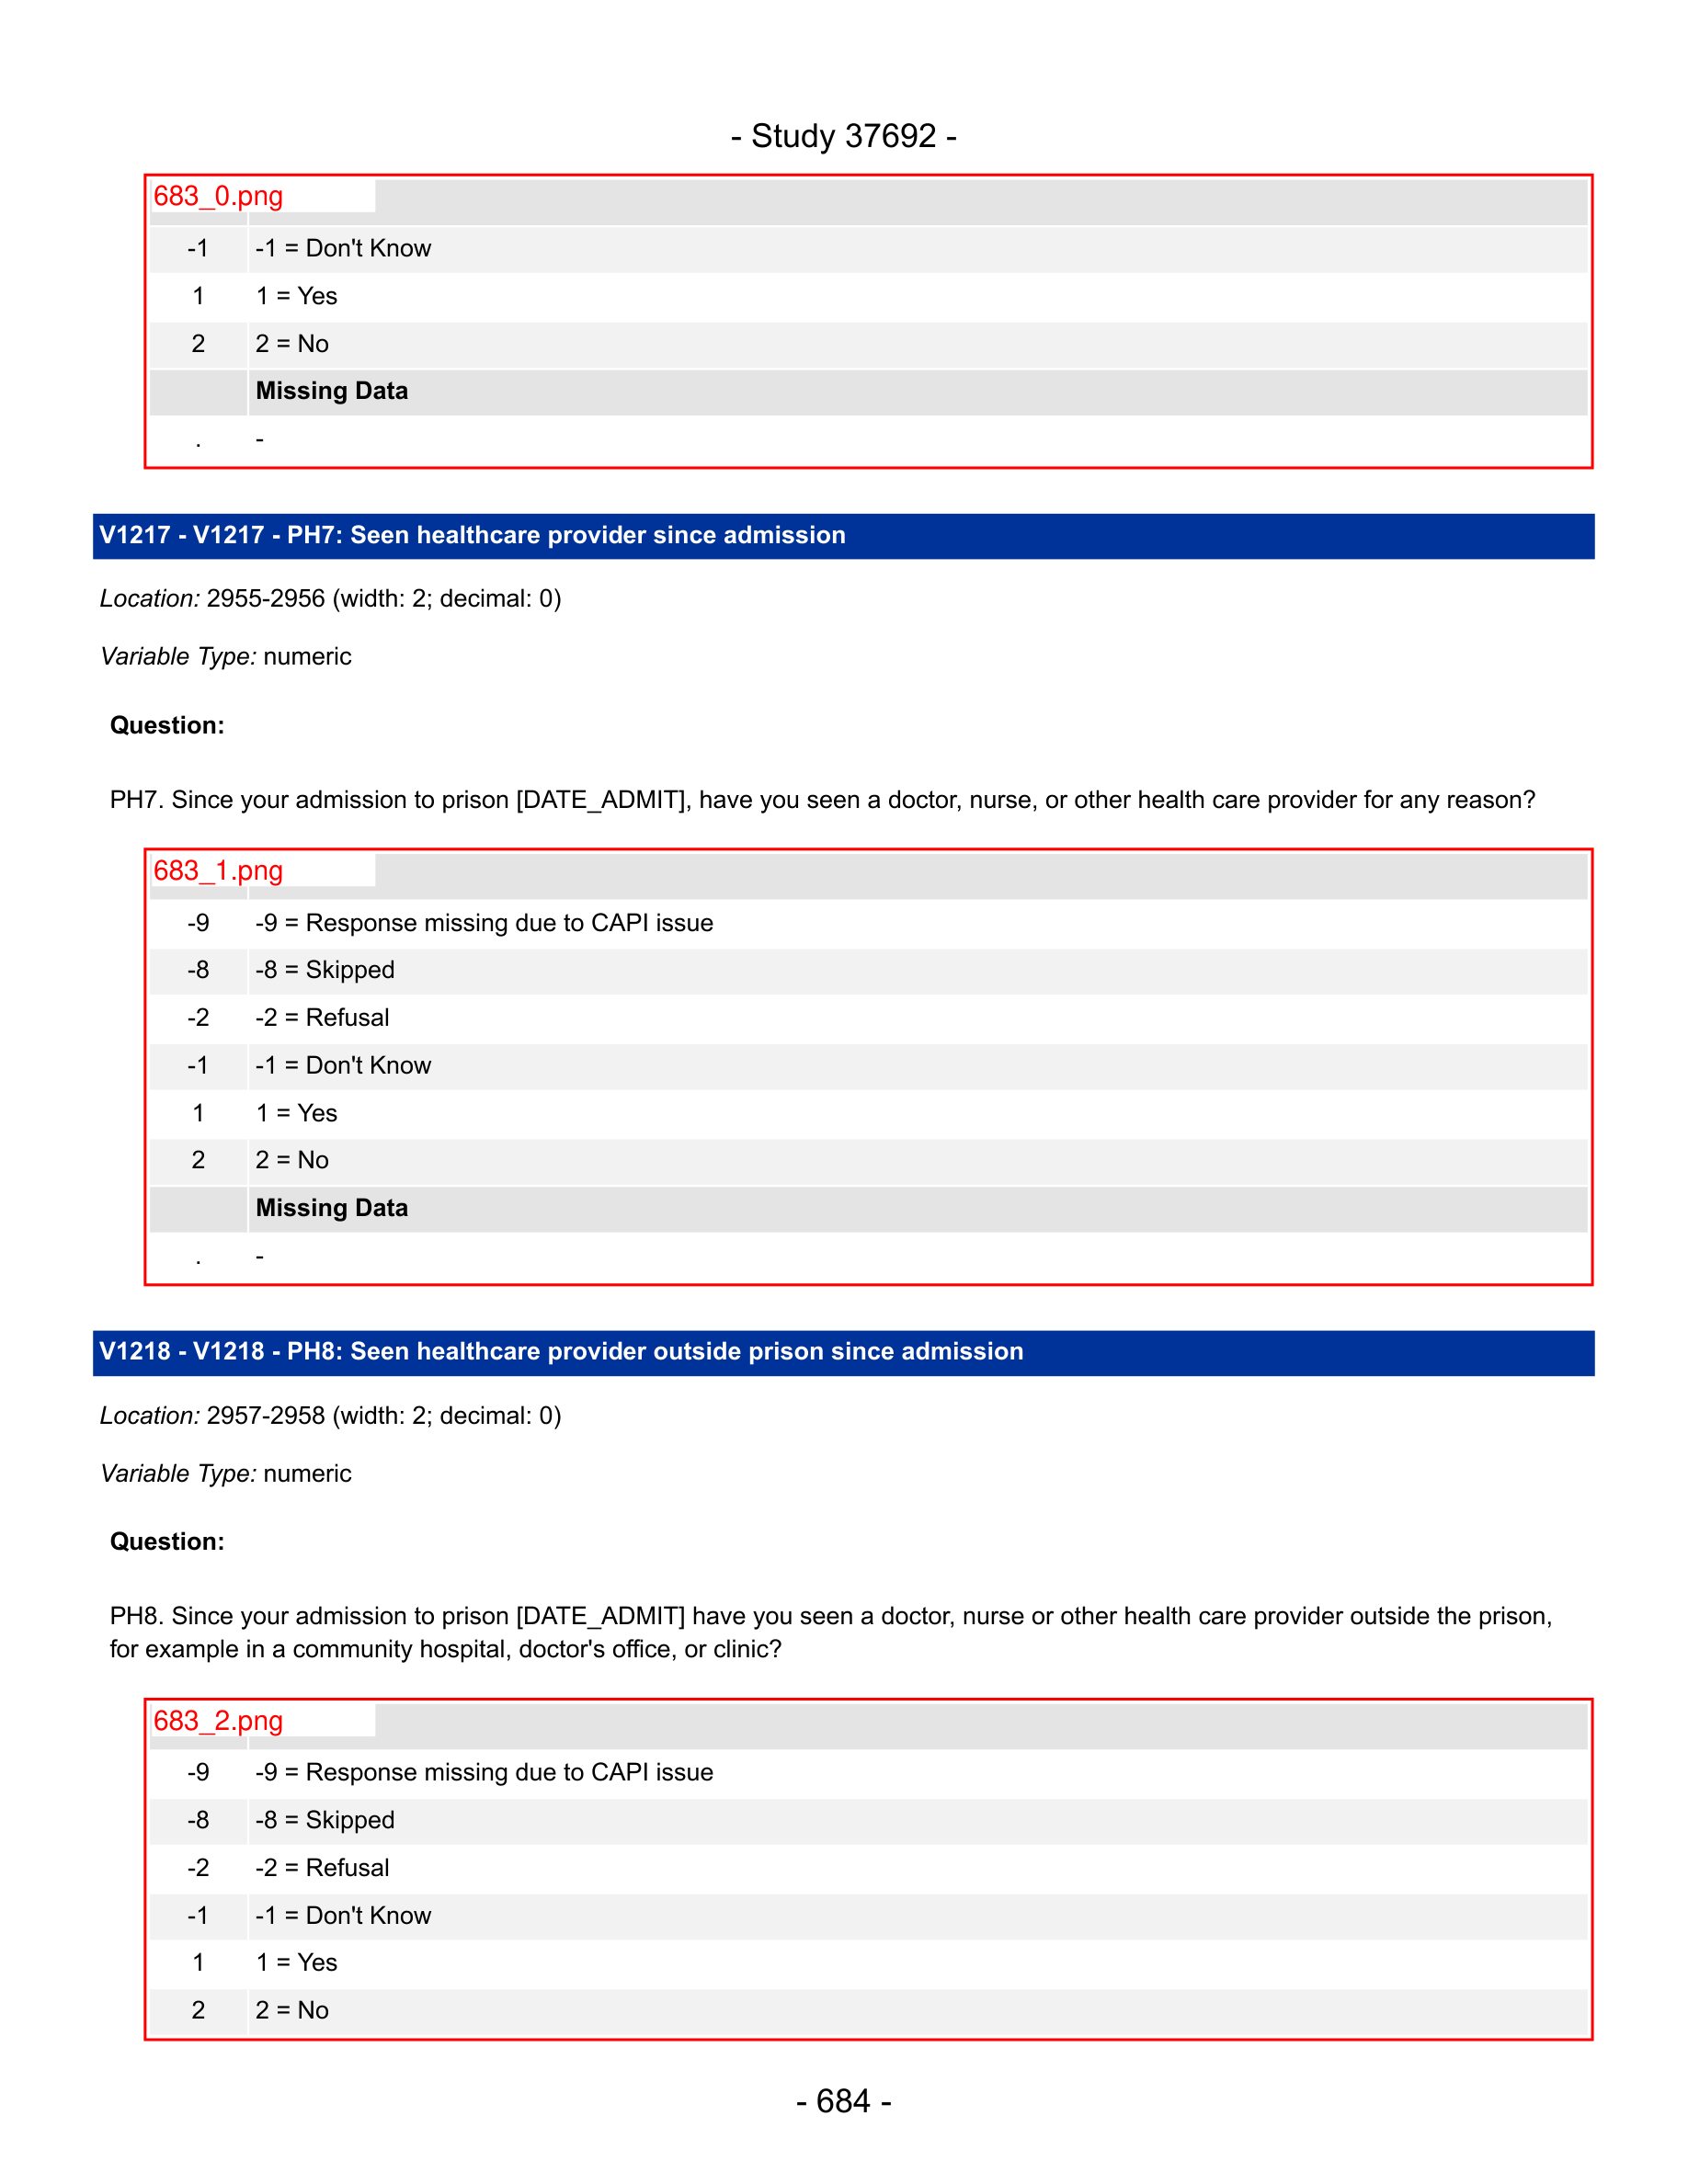 - Study 37692 -
683_0.png
-1 -1 = Don't Know
1 1 = Yes
2 2 = No
Missing Data
. -
V1217 - V1217 - PH7: Seen healthcare provider since admission
Location: 2955-2956 (width: 2; decimal: 0)
Variable Type: numeric
Question:
PH7. Since your admission to prison [DATE_ADMIT], have you seen a doctor, nurse, or other health care provider for any reason?
683_1.png
-9 -9 = Response missing due to CAPI issue
-8 -8 = Skipped
-2 -2 = Refusal
-1 -1 = Don't Know
1 1 = Yes
2 2 = No
Missing Data
. -
V1218 - V1218 - PH8: Seen healthcare provider outside prison since admission
Location: 2957-2958 (width: 2; decimal: 0)
Variable Type: numeric
Question:
PH8. Since your admission to prison [DATE_ADMIT] have you seen a doctor, nurse or other health care provider outside the prison,
for example in a community hospital, doctor's office, or clinic?
683_2.png
-9 -9 = Response missing due to CAPI issue
-8 -8 = Skipped
-2 -2 = Refusal
-1 -1 = Don't Know
1 1 = Yes
2 2 = No
- 684 -